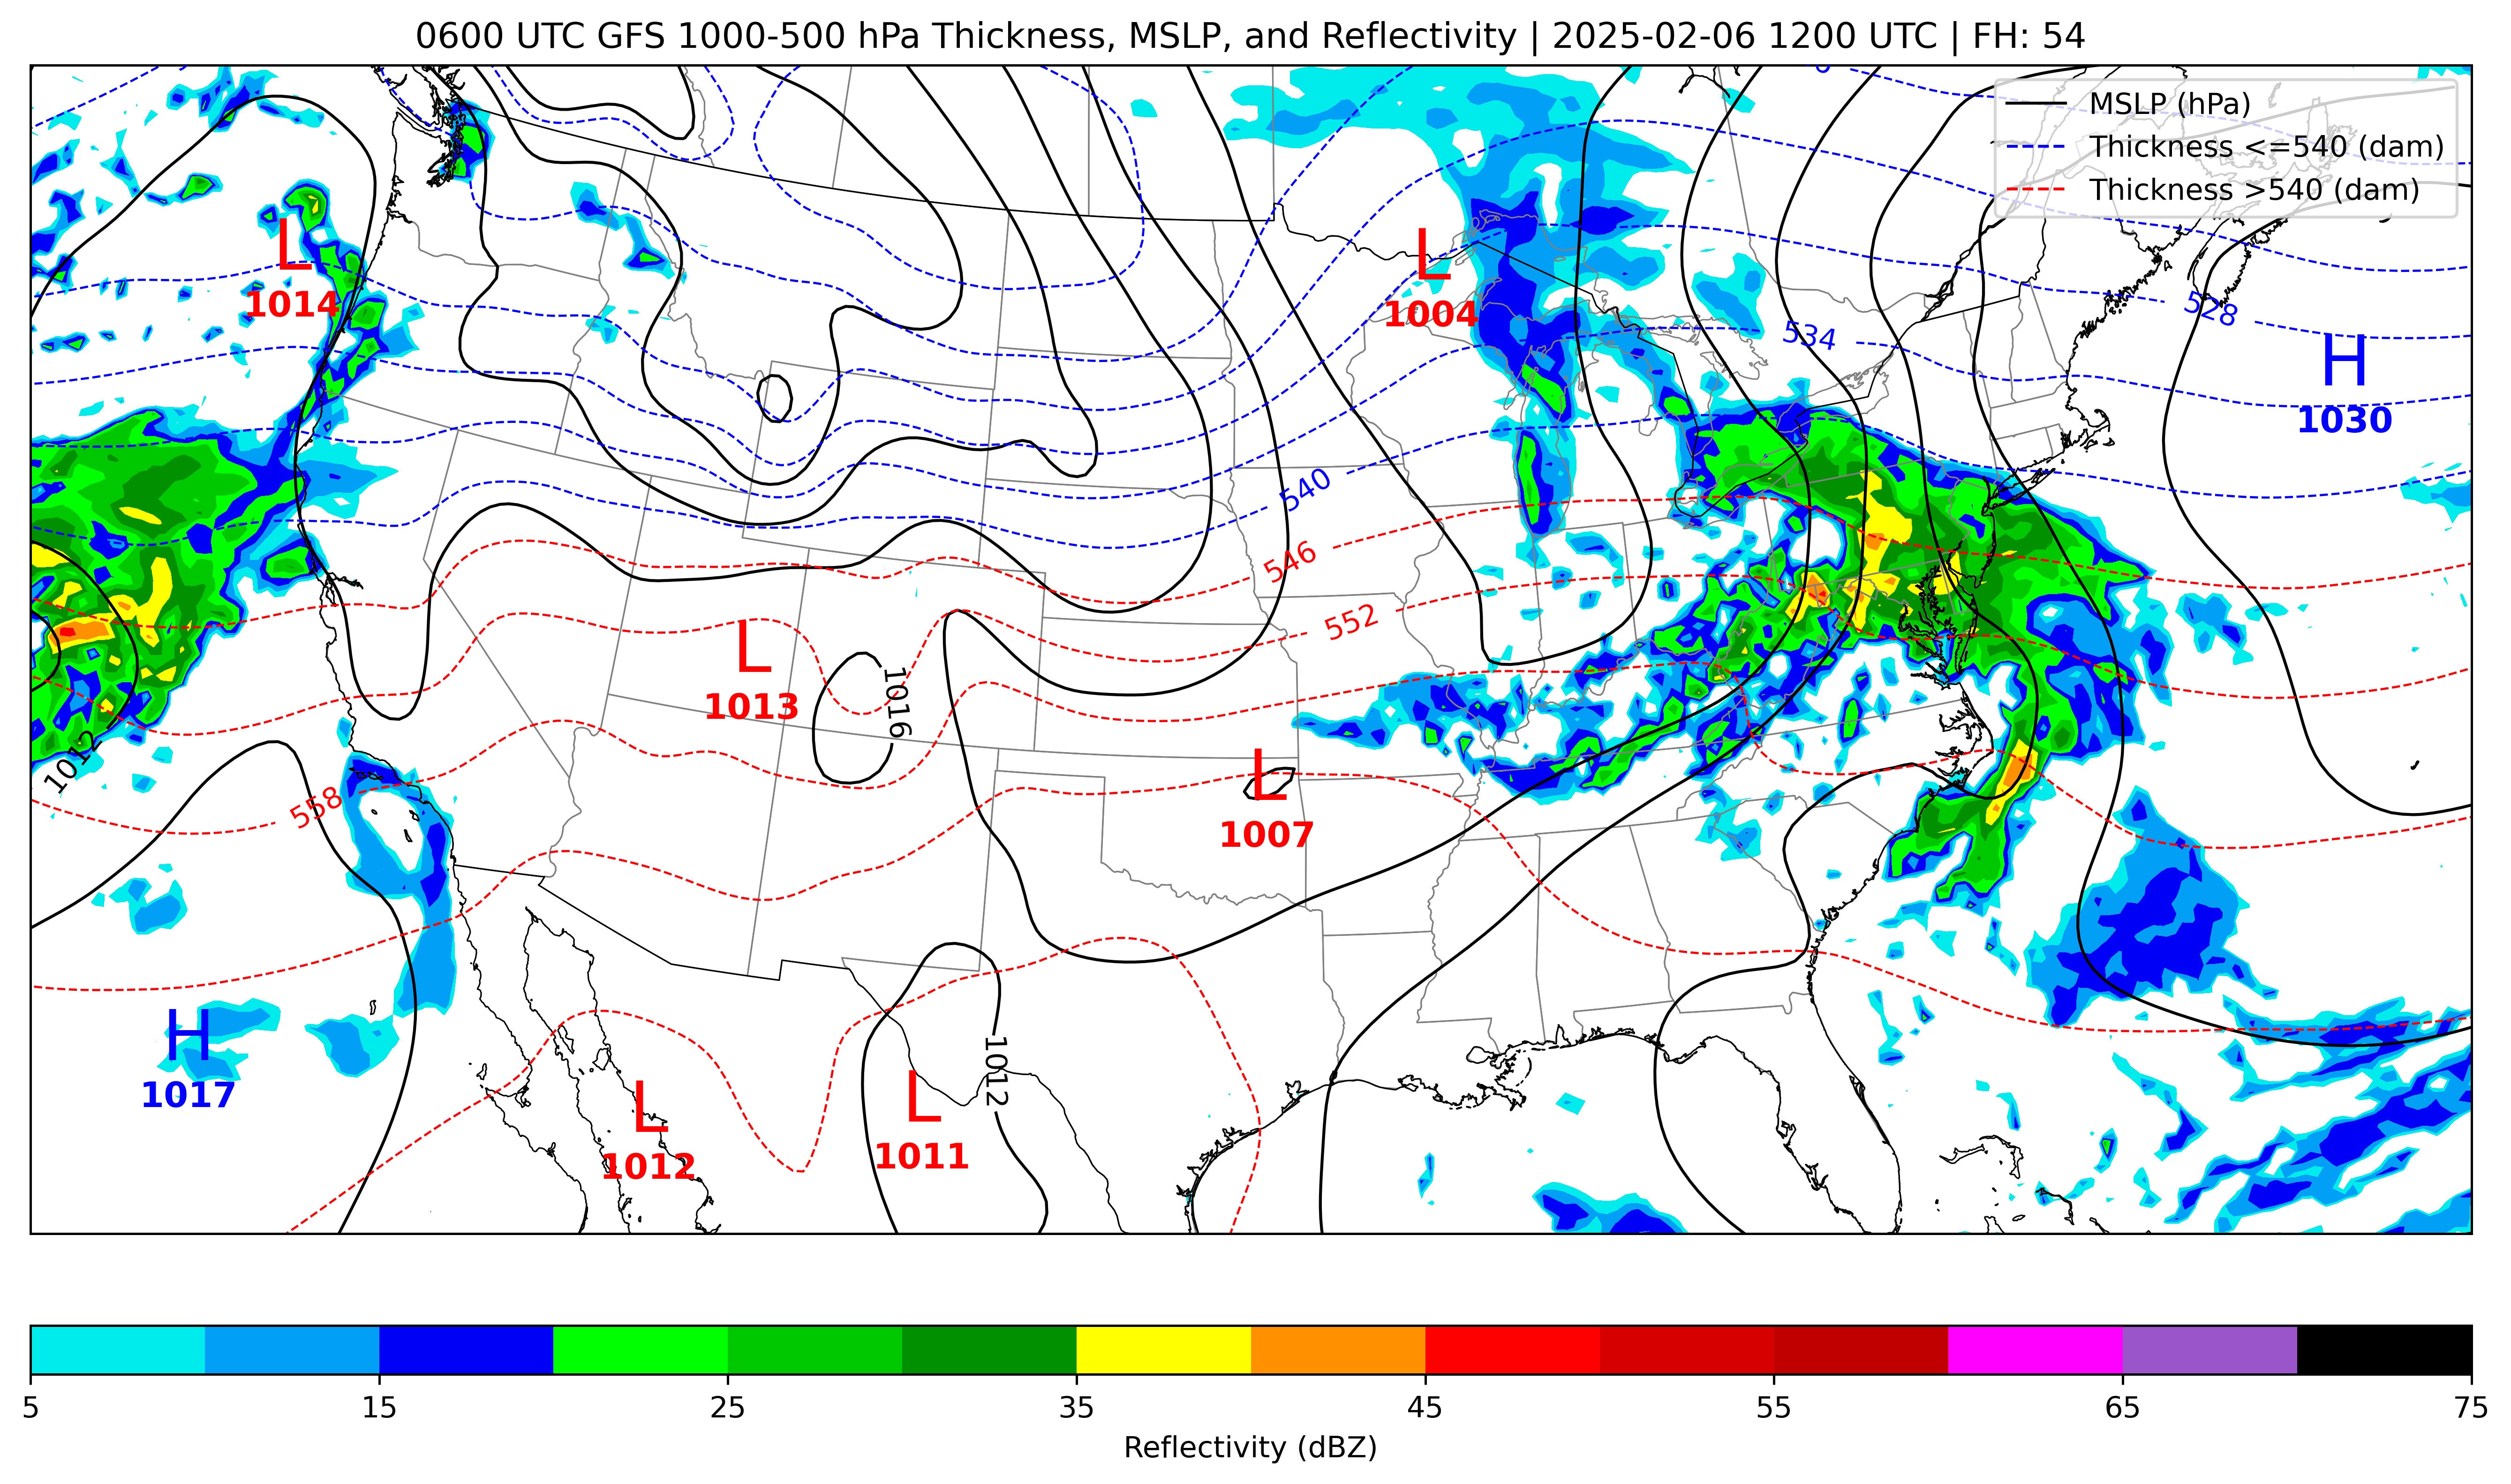 0600 UTC GFS 1000-500 hPa Thickness, MSLP, and Reflectivity | 2025-02-06 1200 UTC | FH: 54
MSLP (hPa)
Thickness <=540 (dam)
Thickness >540 (dam)
L
1014
L
1004
528
534
H
1030
540
546
552
L
1013
1016
1012
558
L
1007
H
1017
1012
L
1012
L
1011
5 15 25 35 45 55 65 75
Reflectivity (dBZ)